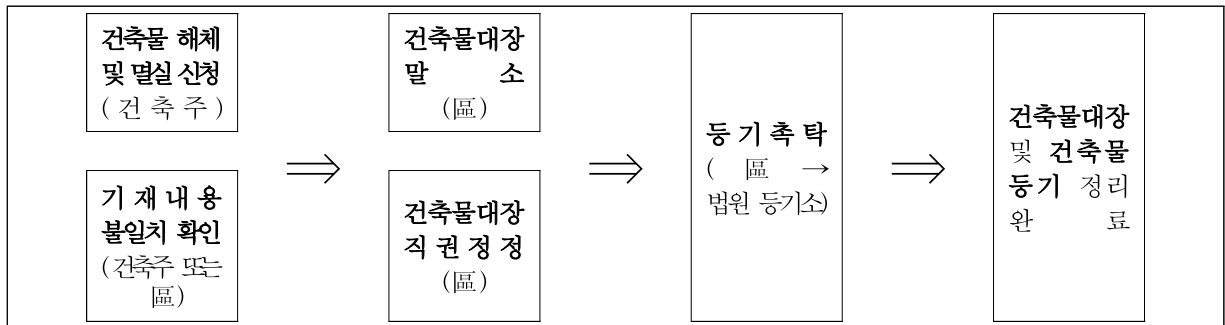 건축물 해체
및 멸실 신청
( 건 축 주 )
기 재 내 용
불일치 확인
(건축주 또는
區)
⇒
건축물대장
말 소
(區)
건축물대장
직 권 정 정
(區)
⇒
등 기 촉 탁
( 區 →
법원 등기소)
⇒
건축물대장
및 건축물
등기 정리
완 료